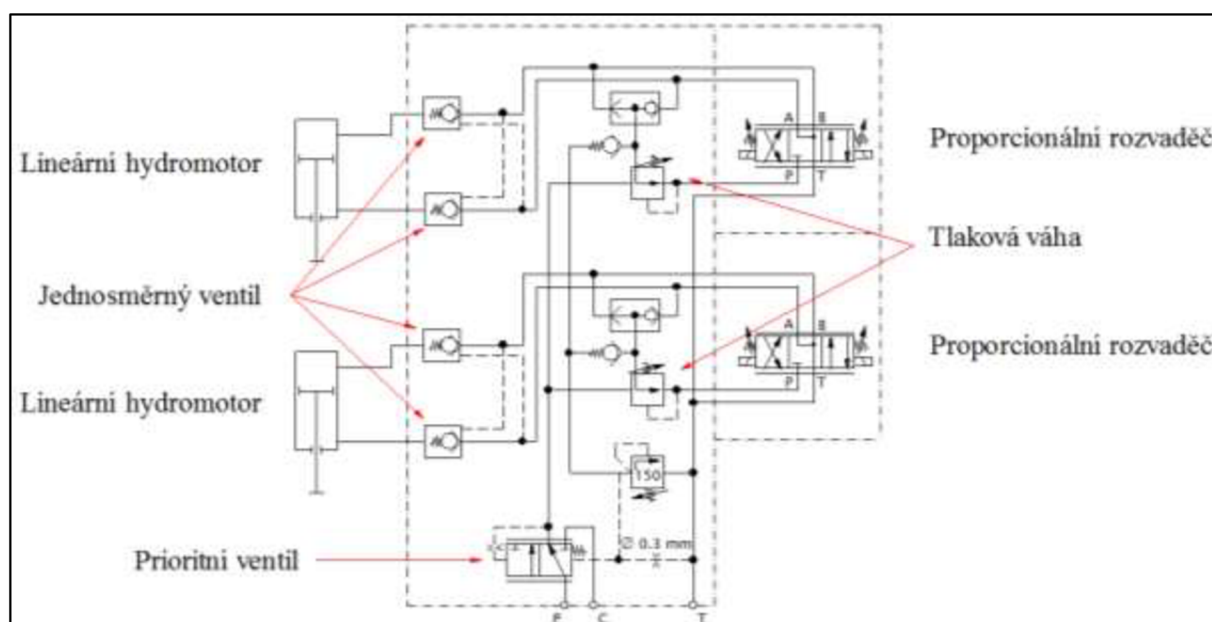 Lineární hydromotor
Jednosměrný ventil
Lineární hydromotor
Prioritní ventil
A B
P T
Proporcionální rozvaděč
Tlaková váha
A B
P T
Proporcionální rozvaděč
150
∅ 0.3 mm
C T